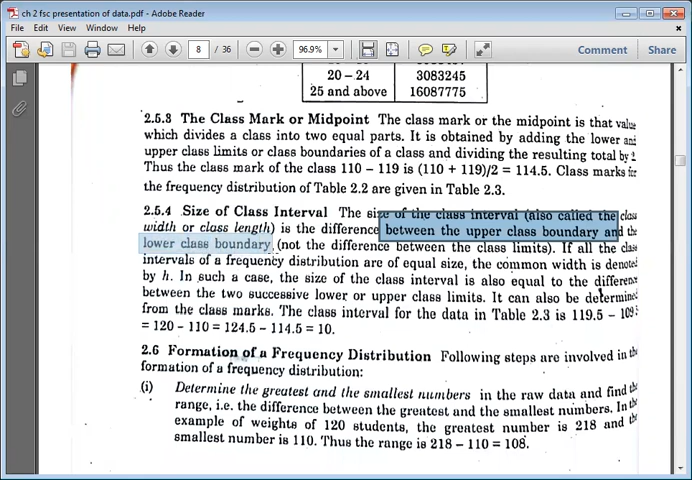 ch 2 fsc presentation of data.pdf - Adobe Reader
File Edit View Window Help
8 / 36 96.9% Comment Share
20 – 24 3083245
25 and above 16087775
2.5.3 The Class Mark or Midpoint The class mark or the midpoint is that value
which divides a class into two equal parts. It is obtained by adding the lower and
upper class limits or class boundaries of a class and dividing the resulting total by 2.
Thus the class mark of the class 110 – 119 is (110 + 119)/2 = 114.5. Class marks for
the frequency distribution of Table 2.2 are given in Table 2.3.
2.5.4 Size of Class Interval The size of the class interval (also called the class
width or class length) is the difference between the upper class boundary and the
lower class boundary (not the difference between the class limits). If all the class
intervals of a frequency distribution are of equal size, the common width is denoted
by h. In such a case, the size of the class interval is also equal to the difference
between the two successive lower or upper class limits. It can also be determined
from the class marks. The class interval for the data in Table 2.3 is 119.5 – 109.5
= 120 – 110 = 124.5 – 114.5 = 10.
2.6 Formation of a Frequency Distribution Following steps are involved in the
formation of a frequency distribution:
(i) Determine the greatest and the smallest numbers in the raw data and find the
range, i.e. the difference between the greatest and the smallest numbers. In the
example of weights of 120 students, the greatest number is 218 and the
smallest number is 110. Thus the range is 218 – 110 = 108.